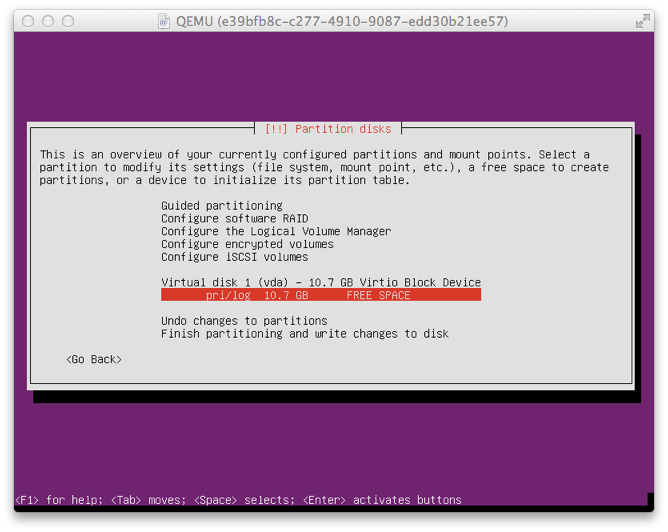 QEMU (e39bfb8c-c277-4910-9087-edd30b21ee57)
[!!] Partition disks
This is an overview of your currently configured partitions and mount points. Select a
partition to modify its settings (file system, mount point, etc.), a free space to create
partitions, or a device to initialize its partition table.
Guided partitioning
Configure software RAID
Configure the Logical Volume Manager
Configure encrypted volumes
Configure iSCSI volumes
Virtual disk 1 (vda) - 10.7 GB Virtio Block Device
pri/log 10.7 GB FREE SPACE
Undo changes to partitions
Finish partitioning and write changes to disk
<Go Back>
<F1> for help; <Tab> moves; <Space> selects; <Enter> activates buttons